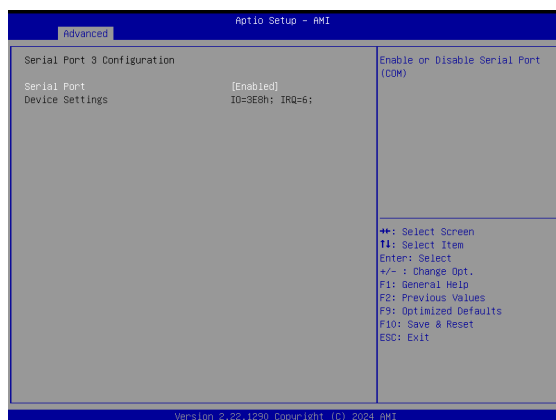 Aptio Setup - AMI
Advanced
Serial Port 3 Configuration
Serial Port [Enabled]
Device Settings IO=3E8h; IRQ=6;
Enable or Disable Serial Port
(COM)
→←: Select Screen
↑↓: Select Item
Enter: Select
+/- : Change Opt.
F1: General Help
F2: Previous Values
F9: Optimized Defaults
F10: Save & Reset
ESC: Exit
Version 2.22.1290 Copyright (C) 2024 AMI